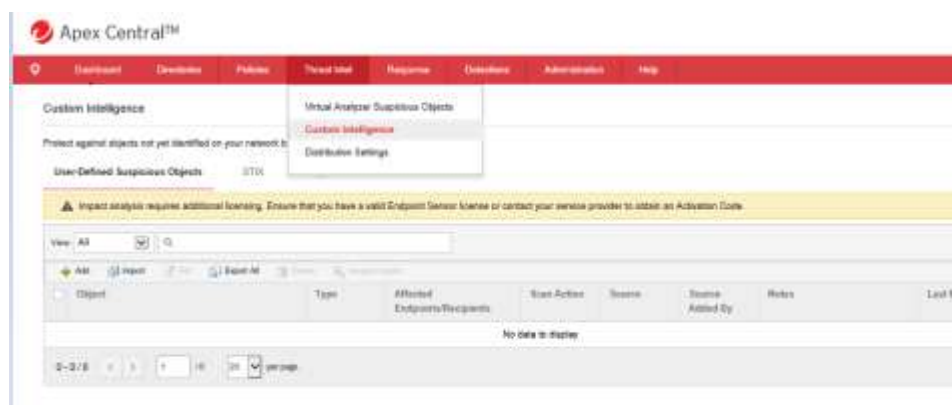 Apex Central™
Dashboard Directories Policies Threat Intel Response Detections Administration Help
Custom Intelligence
Virtual Analyzer Suspicious Objects
Custom Intelligence
Distribution Settings
Protect against objects not yet identified on your network b
User-Defined Suspicious Objects STIX
Impact analysis requires additional licensing. Ensure that you have a valid Endpoint Sensor license or contact your service provider to obtain an Activation Code.
View: All
Add Import Export All
Object Type Affected Endpoints/Recipients Scan Action Source Source Added By Notes Last
No data to display
0-0 / 0 per page